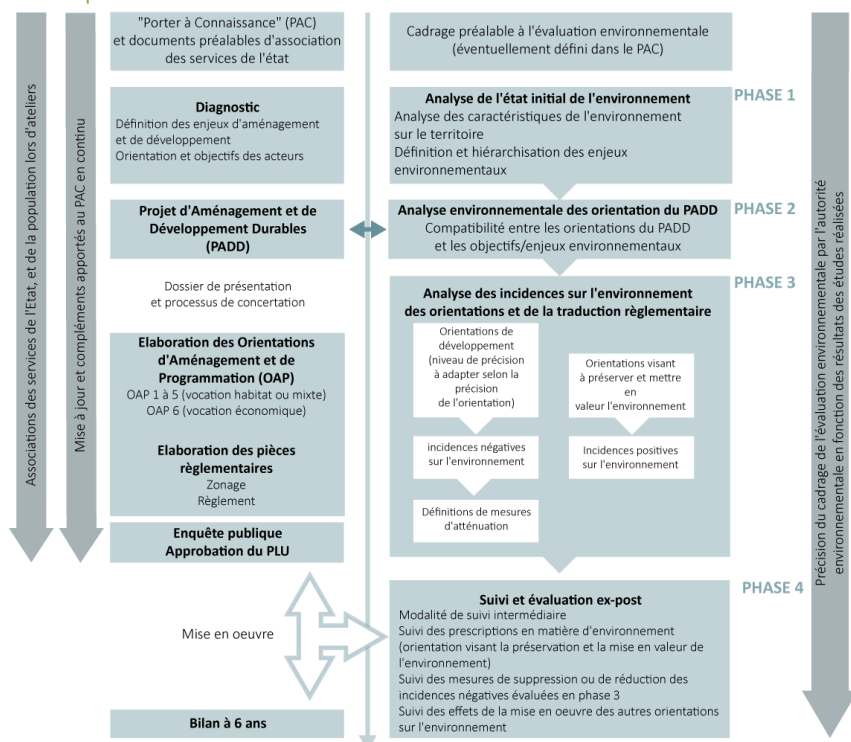 Associations des services de l'Etat, et de la population lors d'ateliers
Mise à jour et compléments apportés au PAC en continu
"Porter à Connaissance" (PAC)
et documents préalables d'association
des services de l'état
Diagnostic
Définition des enjeux d'aménagement
et de développement
Orientation et objectifs des acteurs
Projet d'Aménagement et de
Développement Durables
(PADD)
Dossier de présentation
et processus de concertation
Elaboration des Orientations
d'Aménagement et de
Programmation (OAP)
OAP 1 à 5 (vocation habitat ou mixte)
OAP 6 (vocation économique)
Elaboration des pièces
règlementaires
Zonage
Règlement
Enquête publique
Approbation du PLU
Mise en oeuvre
Bilan à 6 ans
Cadrage préalable à l'évaluation environnementale
(éventuellement défini dans le PAC)
PHASE 1
Analyse de l'état initial de l'environnement
Analyse des caractéristiques de l'environnement
sur le territoire
Définition et hiérarchisation des enjeux
environnementaux
PHASE 2
Analyse environnementale des orientation du PADD
Compatibilité entre les orientations du PADD
et les objectifs/enjeux environnementaux
PHASE 3
Analyse des incidences sur l'environnement
des orientations et de la traduction règlementaire
Orientations de
développement
(niveau de précision
à adapter selon la
précision
de l'orientation)
incidences négatives
sur l'environnement
Définitions de mesures
d'atténuation
Orientations visant
à préserver et mettre
en
valeur l'environnement
Incidences positives
sur l'environnement
PHASE 4
Suivi et évaluation ex-post
Modalité de suivi intermédiaire
Suivi des prescriptions en matière d'environnement
(orientation visant la préservation et la mise en valeur de
l'environnement)
Suivi des mesures de suppression ou de réduction des
incidences négatives évaluées en phase 3
Suivi des effets de la mise en oeuvre des autres orientations
sur l'environnement
Précision du cadrage de l'évaluation environnementale par l'autorité
environnementale en fonction des résultats des études réalisées